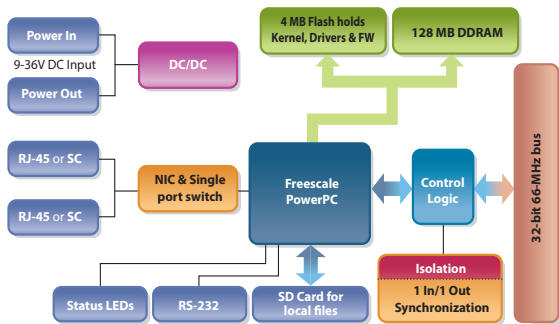 Power In
9-36V DC Input
Power Out
DC/DC
4 MB Flash holds
Kernel, Drivers & FW
128 MB DDRAM
RJ-45 or SC
RJ-45 or SC
NIC & Single
port switch
Freescale
PowerPC
Control
Logic
32-bit 66-MHz bus
Isolation
1 In/1 Out
Synchronization
Status LEDs
RS-232
SD Card for
local files